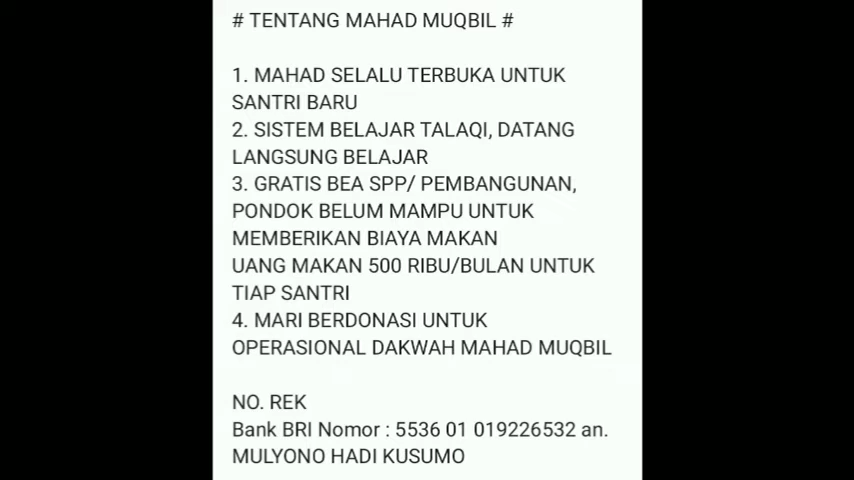 # TENTANG MAHAD MUQBIL #
1. MAHAD SELALU TERBUKA UNTUK
SANTRI BARU
2. SISTEM BELAJAR TALAQI, DATANG
LANGSUNG BELAJAR
3. GRATIS BEA SPP/ PEMBANGUNAN,
PONDOK BELUM MAMPU UNTUK
MEMBERIKAN BIAYA MAKAN
UANG MAKAN 500 RIBU/BULAN UNTUK
TIAP SANTRI
4. MARI BERDONASI UNTUK
OPERASIONAL DAKWAH MAHAD MUQBIL
NO. REK
Bank BRI Nomor : 5536 01 019226532 an.
MULYONO HADI KUSUMO